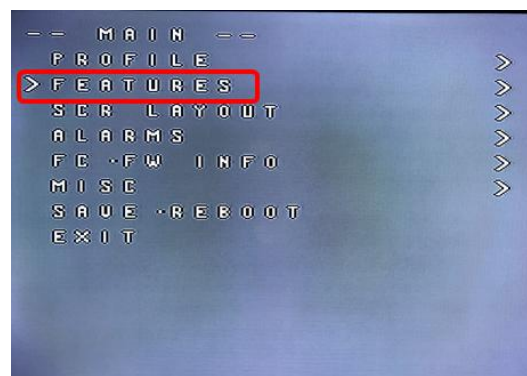 -- MAIN --
PROFILE >
> FEATURES >
SCR LAYOUT >
ALARMS >
FC-FW INFO >
MISC >
SAVE-REBOOT
EXIT